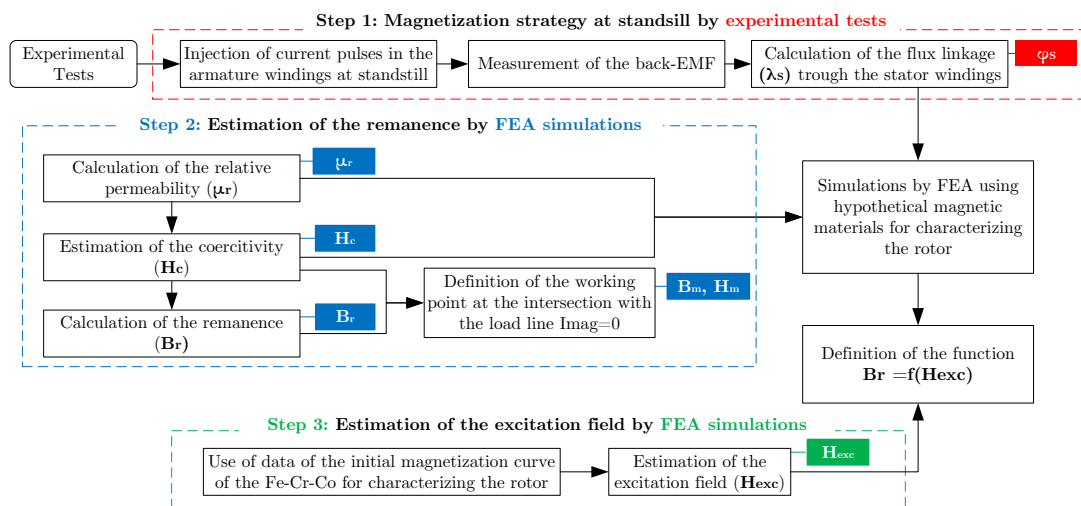 Step 1: Magnetization strategy at standsill by experimental tests
Experimental
Tests
Injection of current pulses in the
armature windings at standstill
Measurement of the back-EMF
Calculation of the flux linkage
(λs) trough the stator windings
φs
Step 2: Estimation of the remanence by FEA simulations
Calculation of the relative
permeability (μr)
μr
Estimation of the coercitivity
(Hc)
Hc
Calculation of the remanence
(Br)
Br
Definition of the working
point at the intersection with
the load line Imag=0
Bm, Hm
Simulations by FEA using
hypothetical magnetic
materials for characterizing
the rotor
Definition of the function
Br =f(Hexc)
Step 3: Estimation of the excitation field by FEA simulations
Use of data of the initial magnetization curve
of the Fe-Cr-Co for characterizing the rotor
Estimation of the
excitation field (Hexc)
Hexc